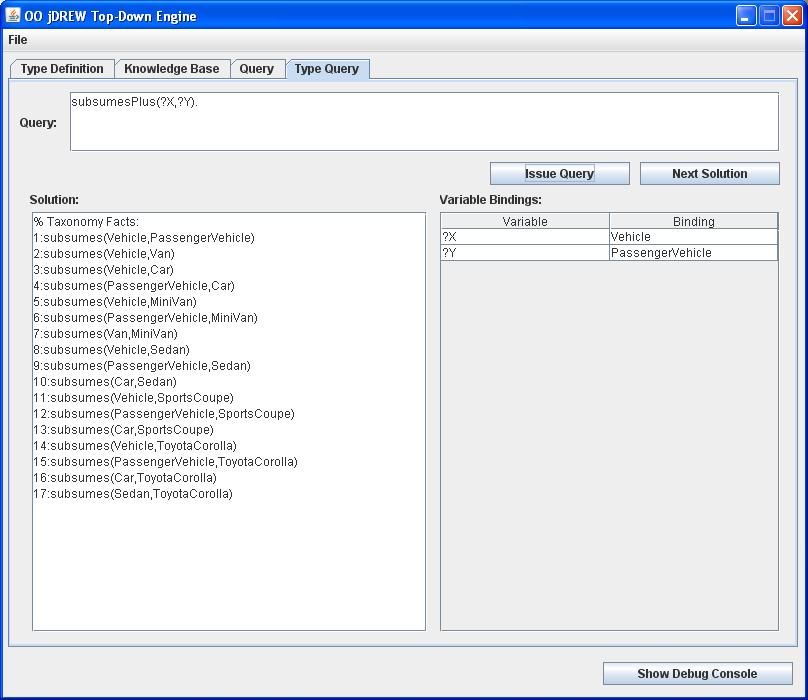 OO jDREW Top-Down Engine
File
Type Definition Knowledge Base Query Type Query
Query:
subsumesPlus(?X,?Y).
Issue Query Next Solution
Solution:
% Taxonomy Facts:
1:subsumes(Vehicle,PassengerVehicle)
2:subsumes(Vehicle,Van)
3:subsumes(Vehicle,Car)
4:subsumes(PassengerVehicle,Car)
5:subsumes(Vehicle,MiniVan)
6:subsumes(PassengerVehicle,MiniVan)
7:subsumes(Van,MiniVan)
8:subsumes(Vehicle,Sedan)
9:subsumes(PassengerVehicle,Sedan)
10:subsumes(Car,Sedan)
11:subsumes(Vehicle,SportsCoupe)
12:subsumes(PassengerVehicle,SportsCoupe)
13:subsumes(Car,SportsCoupe)
14:subsumes(Vehicle,ToyotaCorolla)
15:subsumes(PassengerVehicle,ToyotaCorolla)
16:subsumes(Car,ToyotaCorolla)
17:subsumes(Sedan,ToyotaCorolla)
Variable Bindings:
Variable Binding
?X Vehicle
?Y PassengerVehicle
Show Debug Console